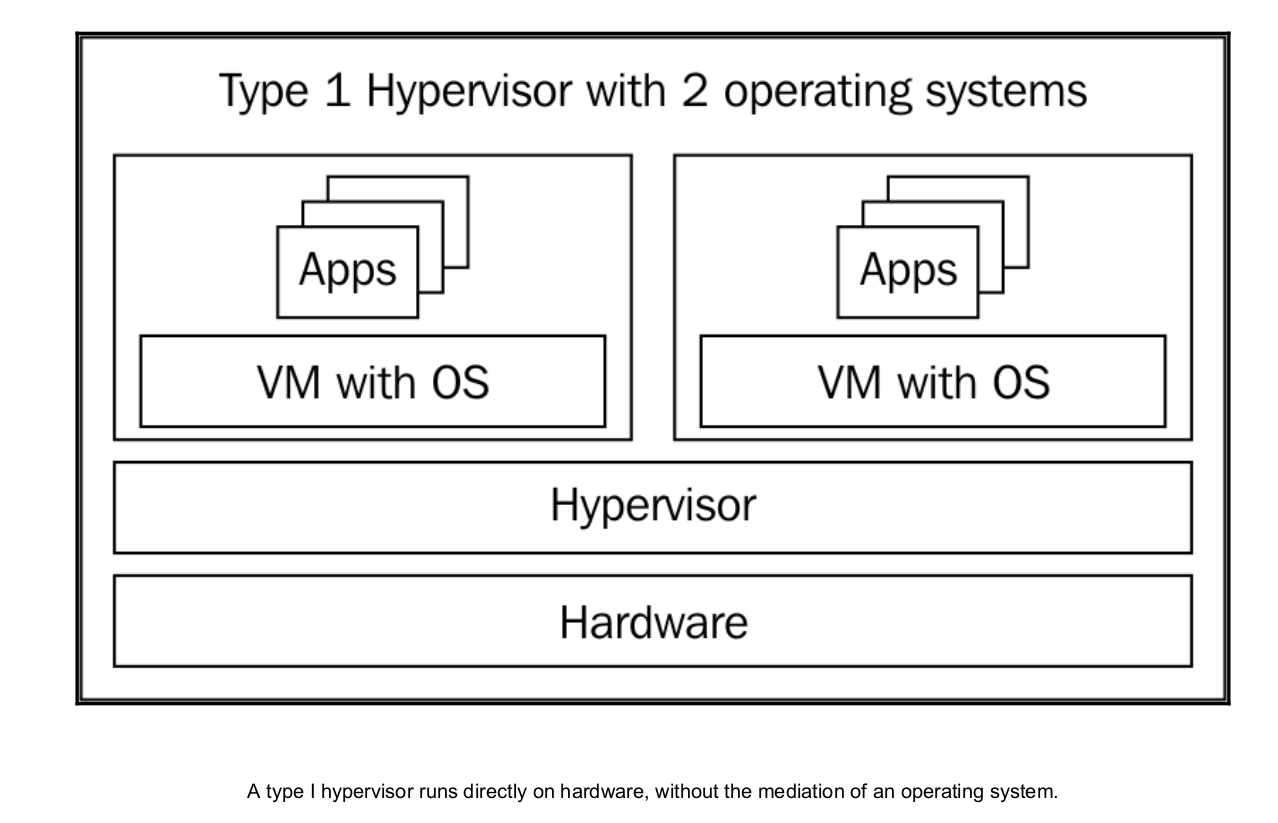 Type 1 Hypervisor with 2 operating systems
Apps
Apps
VM with OS
VM with OS
Hypervisor
Hardware
A type I hypervisor runs directly on hardware, without the mediation of an operating system.